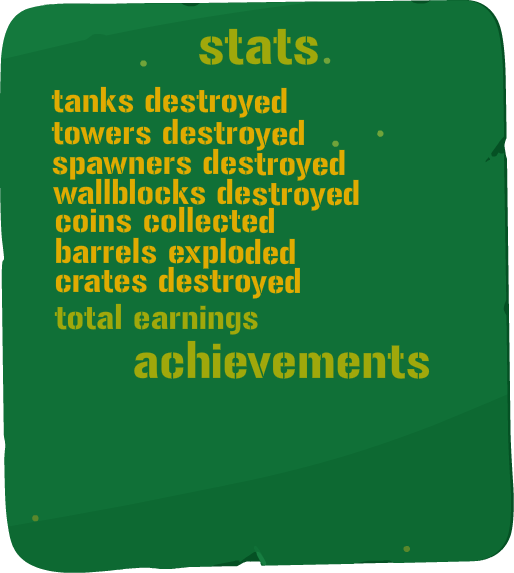 stats
tanks destroyed
towers destroyed
spawners destroyed
wallblocks destroyed
coins collected
barrels exploded
crates destroyed
total earnings
achievements